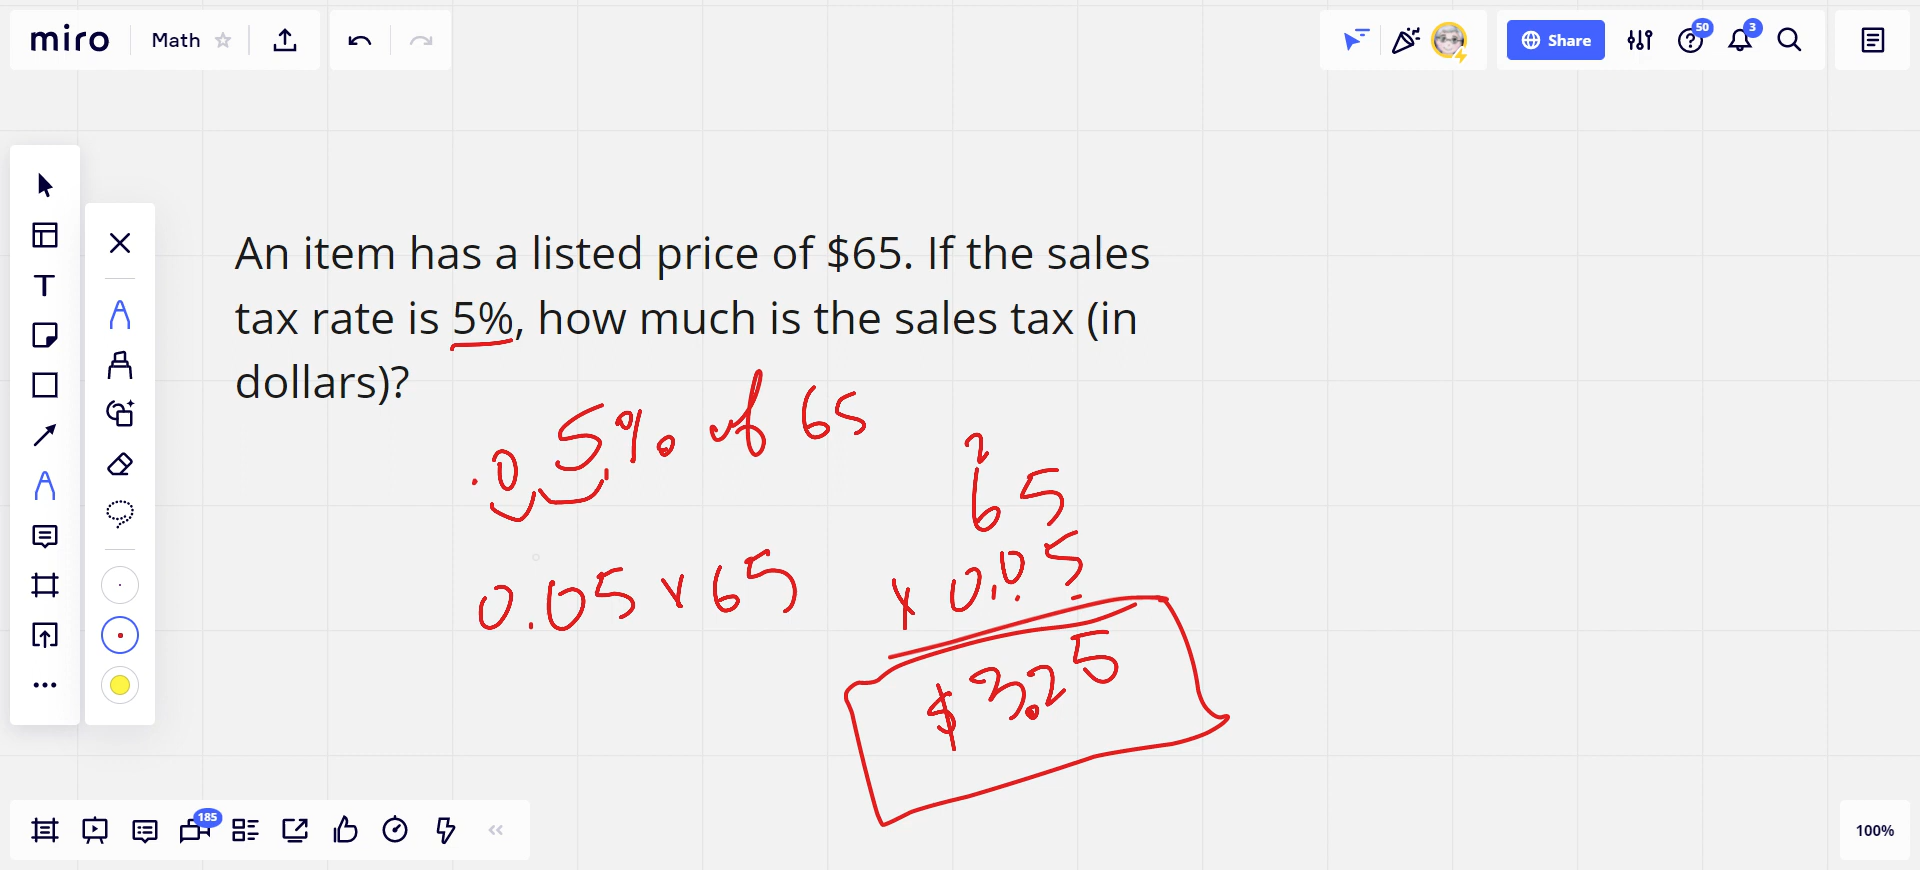 miro
Math
Share
50
3
An item has a listed price of $65. If the sales
tax rate is 5%, how much is the sales tax (in
dollars)?
.0 5% of 65
2
65
0.05 x 65
x 0.05
$3.25
185
100%